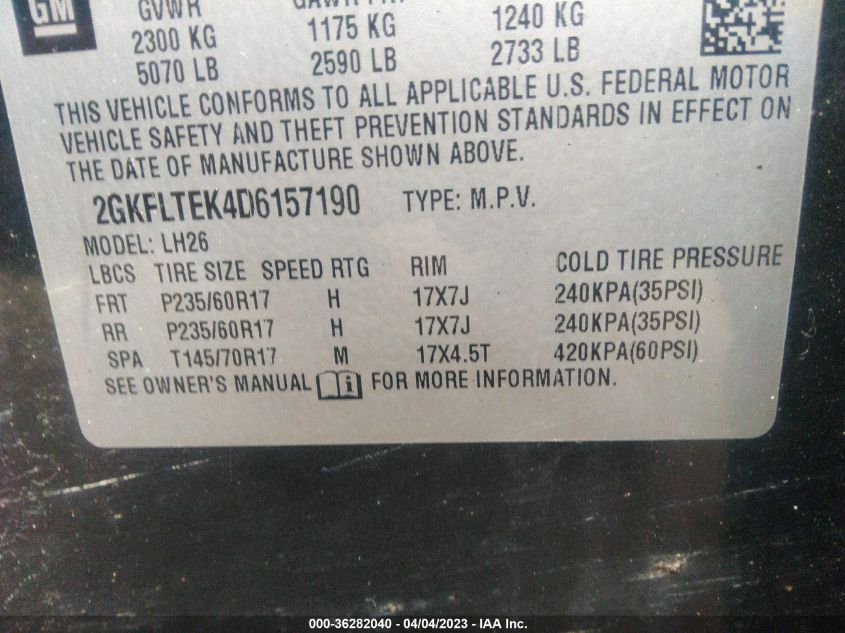 GM
GVWR
2300 KG 1175 KG 1240 KG
5070 LB 2590 LB 2733 LB
THIS VEHICLE CONFORMS TO ALL APPLICABLE U.S. FEDERAL MOTOR
VEHICLE SAFETY AND THEFT PREVENTION STANDARDS IN EFFECT ON
THE DATE OF MANUFACTURE SHOWN ABOVE.
2GKFLTEK4D6157190 TYPE: M.P.V.
MODEL: LH26
LBCS TIRE SIZE SPEED RTG RIM COLD TIRE PRESSURE
FRT P235/60R17 H 17X7J 240KPA(35PSI)
RR P235/60R17 H 17X7J 240KPA(35PSI)
SPA T145/70R17 M 17X4.5T 420KPA(60PSI)
SEE OWNER'S MANUAL i FOR MORE INFORMATION.
000-36282040 - 04/04/2023 - IAA Inc.